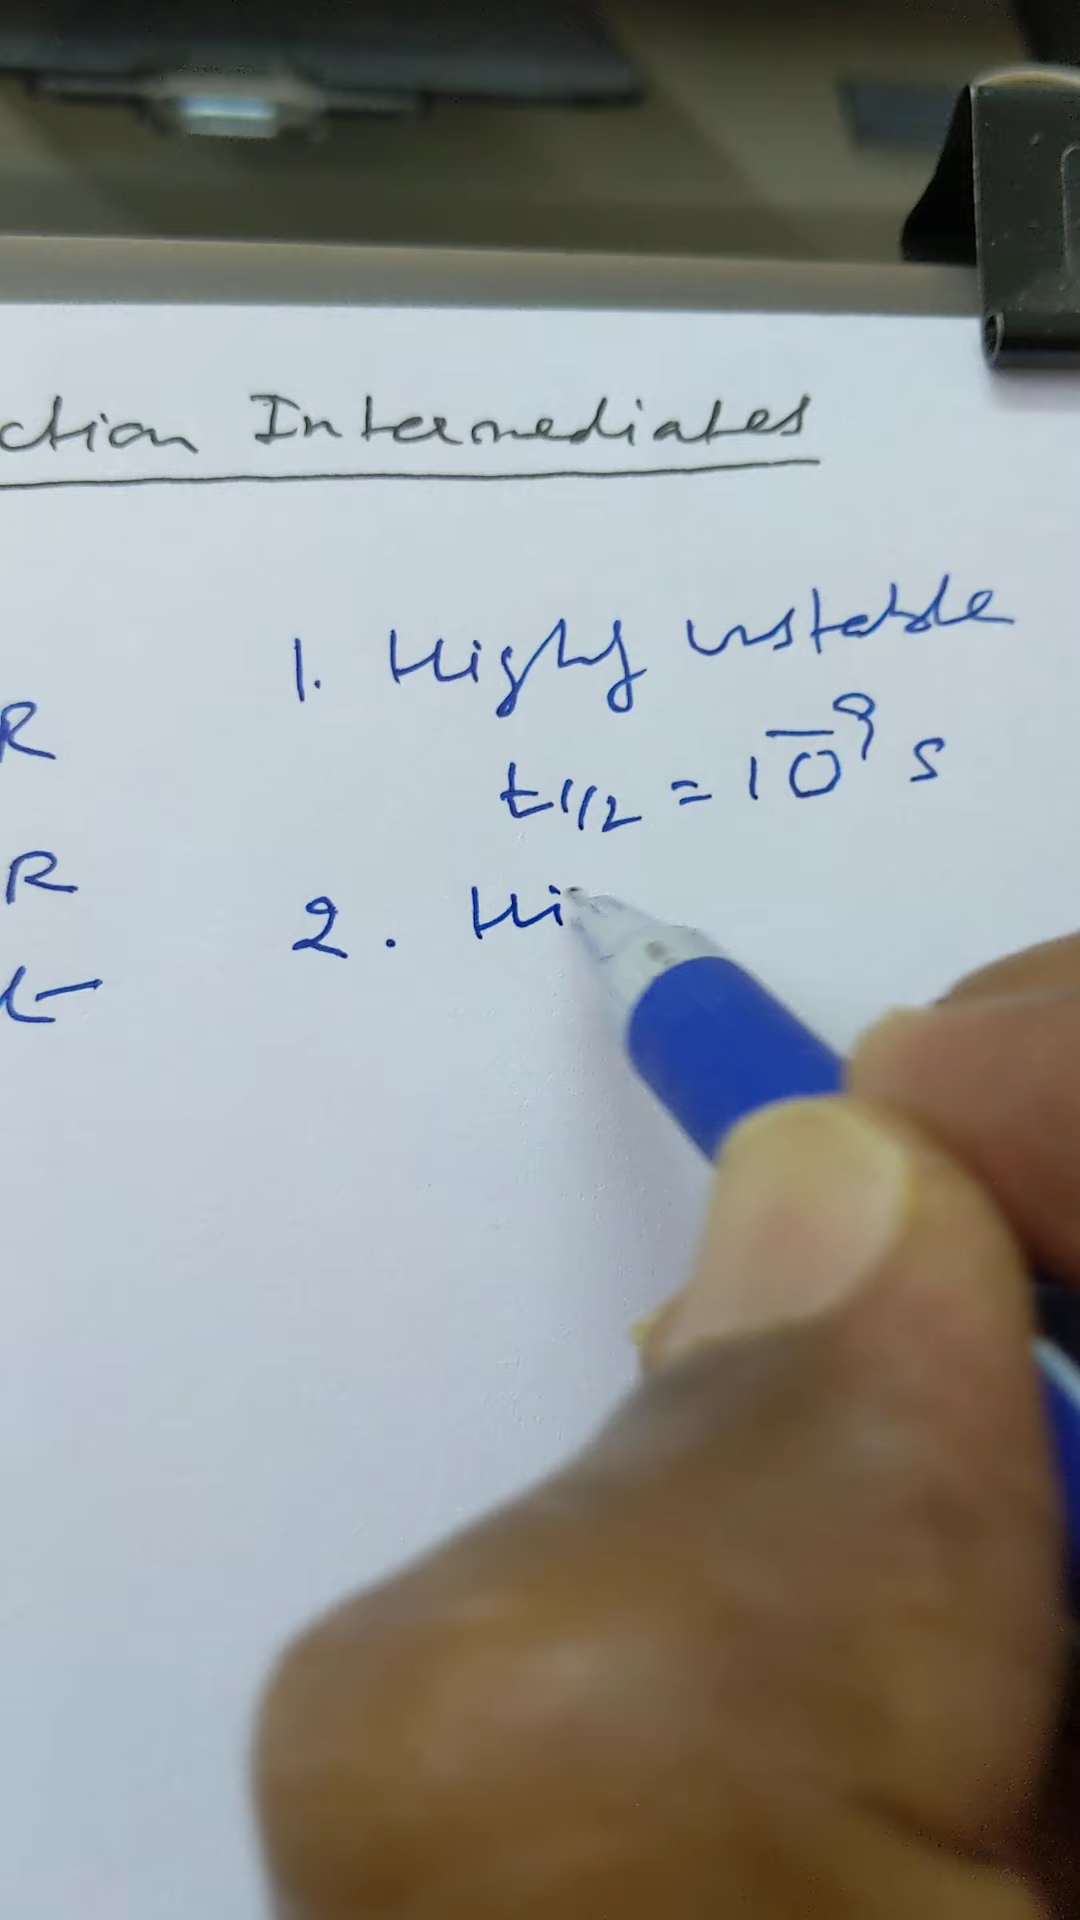 ction Intermediates
1. Highly unstable
R
t1/2 = 10⁻⁹ s
R
2. Hi